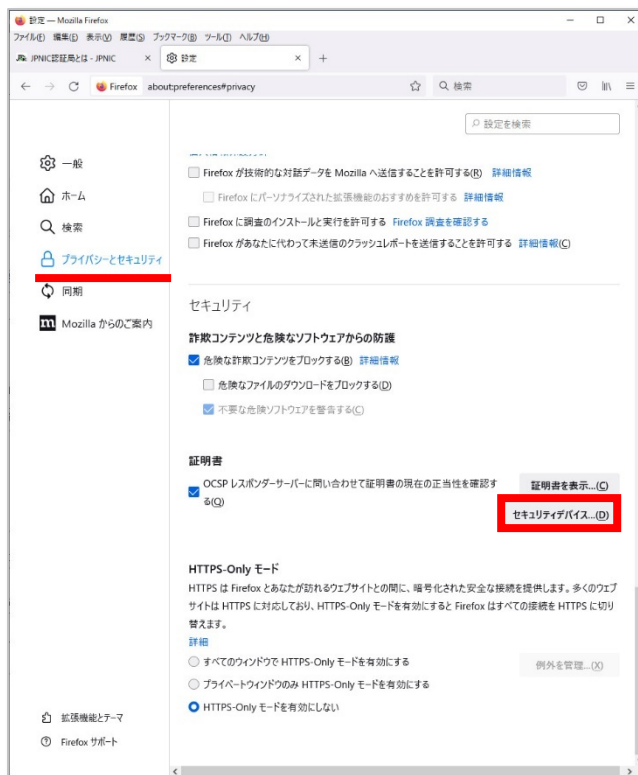 設定 — Mozilla Firefox
ファイル(F) 編集(E) 表示(V) 履歴(S) ブックマーク(B) ツール(T) ヘルプ(H)
JPNIC認証局とは - JPNIC × 設定 × +
Firefox about:preferences#privacy 検索
設定を検索
一般
ホーム
検索
プライバシーとセキュリティ
同期
Mozilla からのご案内
Firefox が技術的な対話データを Mozilla へ送信することを許可する(R) 詳細情報
Firefox にパーソナライズされた拡張機能のおすすめを許可する 詳細情報
Firefox に調査のインストールと実行を許可する Firefox 調査を確認する
Firefox があなたに代わって未送信のクラッシュレポートを送信することを許可する 詳細情報(C)
セキュリティ
詐欺コンテンツと危険なソフトウェアからの防護
危険な詐欺コンテンツをブロックする(B) 詳細情報
危険なファイルのダウンロードをブロックする(D)
不要な危険ソフトウェアを警告する(C)
証明書
OCSP レスポンダーサーバーに問い合わせて証明書の現在の正当性を確認す
る(Q)
証明書を表示...(C)
セキュリティデバイス...(D)
HTTPS-Only モード
HTTPS は Firefox とあなたが訪れるウェブサイトとの間に、暗号化された安全な接続を提供します。多くのウェブ
サイトは HTTPS に対応しており、HTTPS-Only モードを有効にすると Firefox はすべての接続を HTTPS に切り
替えます。
詳細
すべてのウィンドウで HTTPS-Only モードを有効にする
例外を管理...(X)
プライベートウィンドウのみ HTTPS-Only モードを有効にする
HTTPS-Only モードを有効にしない
拡張機能とテーマ
Firefox サポート